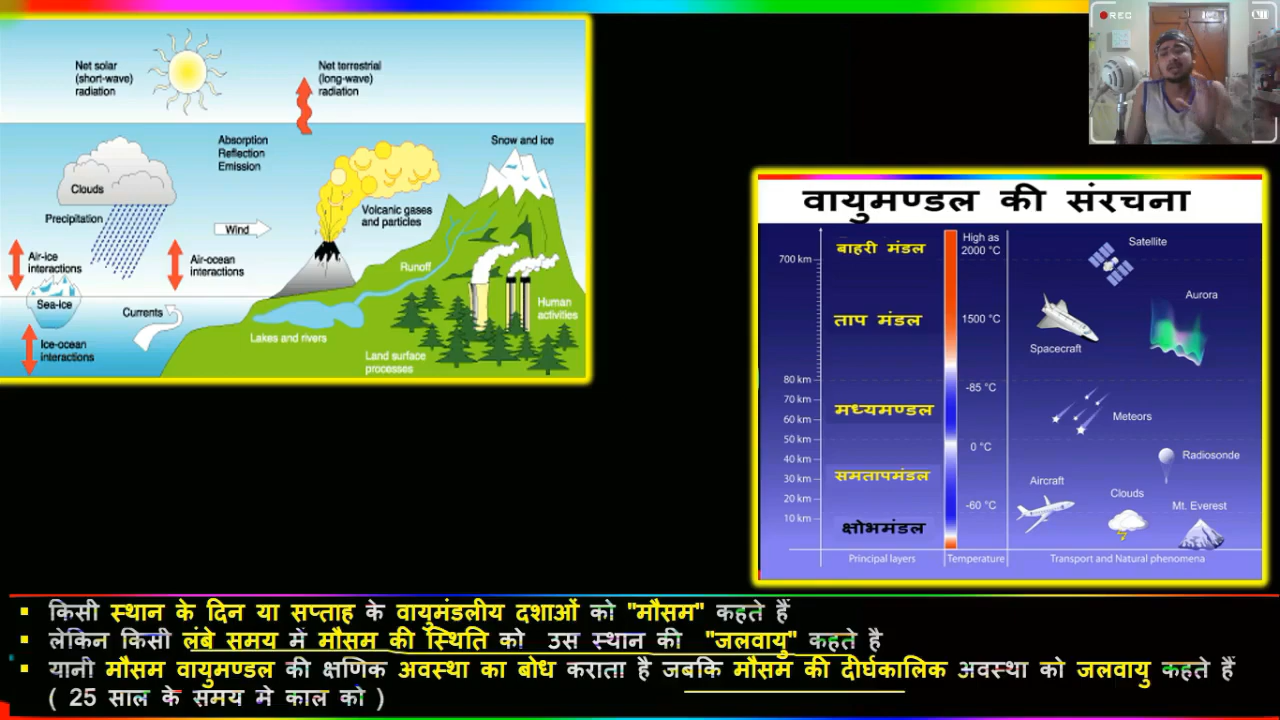 REC
Net solar
(short-wave)
radiation
Net terrestrial
(long-wave)
radiation
Absorption
Reflection
Emission
Snow and ice
Clouds
Precipitation
Volcanic gases
and particles
Wind
Air-ice
interactions
Air-ocean
interactions
Runoff
Sea-ice
Currents
Human
activities
Ice-ocean
interactions
Lakes and rivers
Land surface
processes
वायुमण्डल की संरचना
बाहरी मंडल
High as
2000 °C
Satellite
700 km
ताप मंडल
1500 °C
Aurora
Spacecraft
80 km
-85 °C
70 km
मध्यमण्डल
Meteors
60 km
50 km
0 °C
40 km
Radiosonde
30 km
समतापमंडल
Aircraft
20 km
Clouds
-60 °C
Mt. Everest
10 km
क्षोभमंडल
Principal layers
Temperature
Transport and Natural phenomena
▪ किसी स्थान के दिन या सप्ताह के वायुमंडलीय दशाओं को "मौसम" कहते हैं
▪ लेकिन किसी लंबे समय में मौसम की स्थिति को उस स्थान की "जलवायु" कहते है
▪ यानी मौसम वायुमण्डल की क्षणिक अवस्था का बोध कराता है जबकि मौसम की दीर्घकालिक अवस्था को जलवायु कहते हैं
( 25 साल के समय मे काल को )